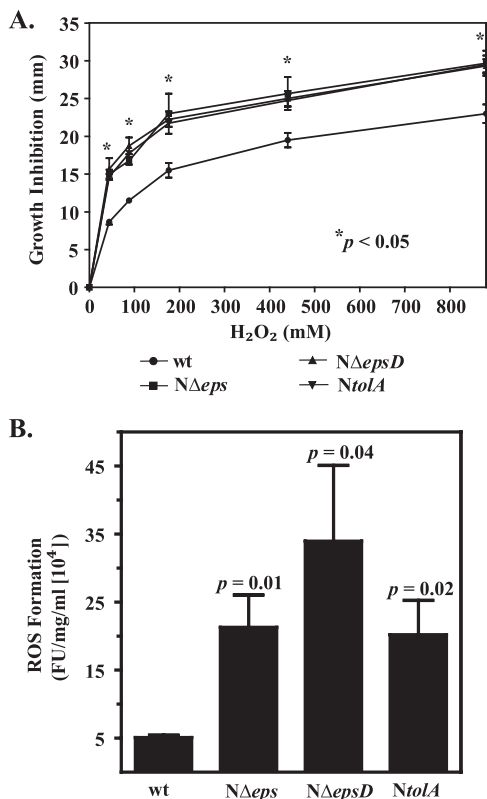 A.
35
30
25
20
15
10
5
0
Growth Inhibition (mm)
* * * * *
*p < 0.05
0 100 200 300 400 500 600 700 800
H₂O₂ (mM)
wt NΔepsD
NΔeps NtolA
B.
45
35
25
15
5
ROS Formation
(FU/mg/ml [10⁴])
p = 0.01
p = 0.04
p = 0.02
wt NΔeps NΔepsD NtolA